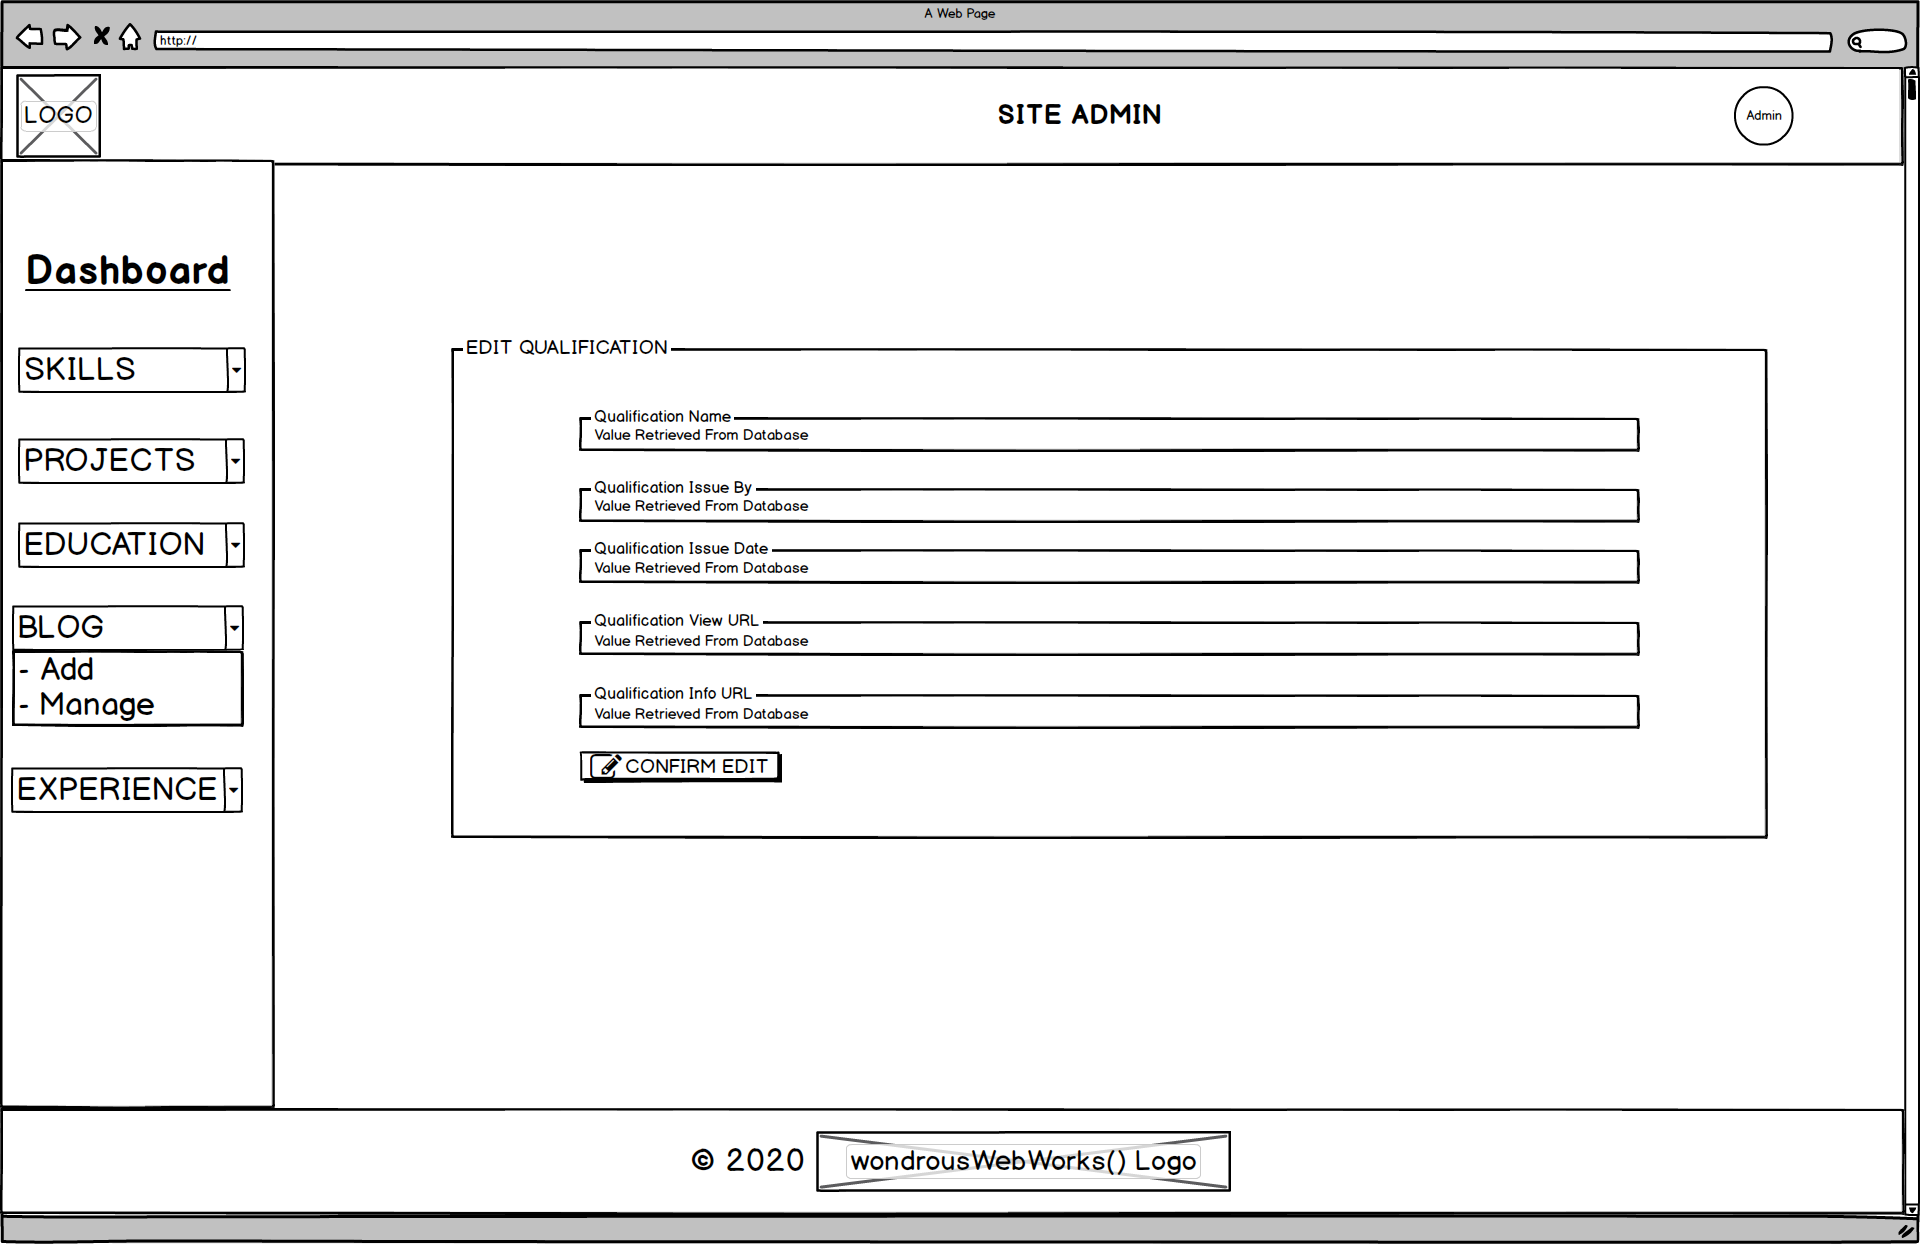 A Web Page
http://
LOGO
SITE ADMIN
Admin
Dashboard
SKILLS
PROJECTS
EDUCATION
BLOG
- Add
- Manage
EXPERIENCE
EDIT QUALIFICATION
Qualification Name
Value Retrieved From Database
Qualification Issue By
Value Retrieved From Database
Qualification Issue Date
Value Retrieved From Database
Qualification View URL
Value Retrieved From Database
Qualification Info URL
Value Retrieved From Database
CONFIRM EDIT
© 2020 wondrousWebWorks() Logo